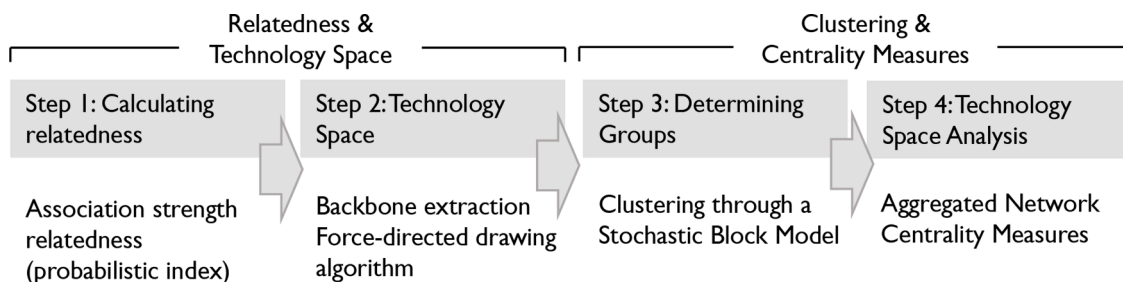 Relatedness &
Technology Space
Clustering &
Centrality Measures
Step 1: Calculating
relatedness
Step 2: Technology
Space
Step 3: Determining
Groups
Step 4: Technology
Space Analysis
Association strength
relatedness
(probabilistic index)
Backbone extraction
Force-directed drawing
algorithm
Clustering through a
Stochastic Block Model
Aggregated Network
Centrality Measures